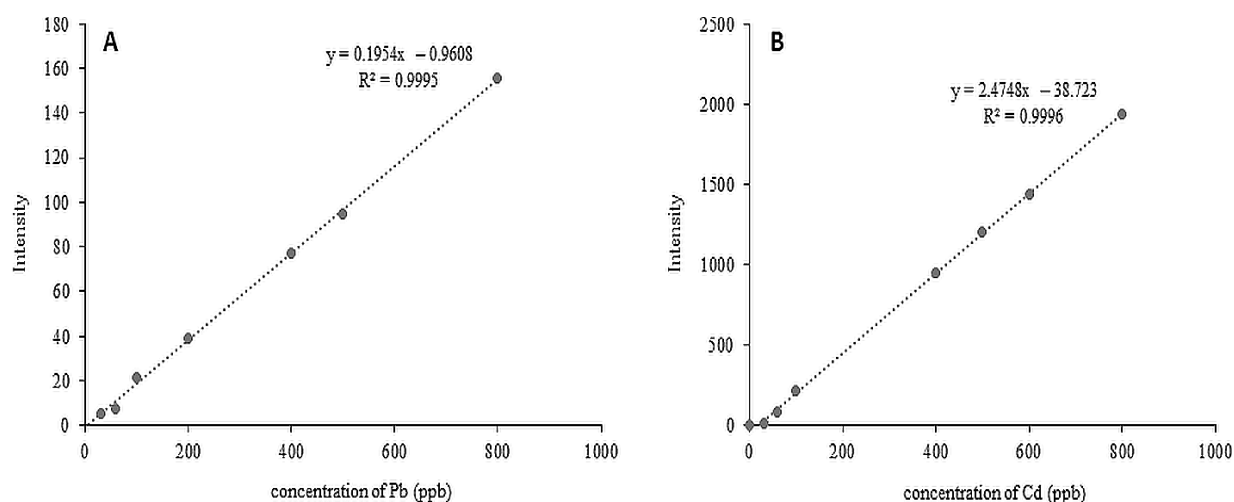 A
y = 0.1954x – 0.9608
R² = 0.9995
180
160
140
120
100
80
60
40
20
0
Intensity
0 200 400 600 800 1000
concentration of Pb (ppb)
B
y = 2.4748x – 38.723
R² = 0.9996
2500
2000
1500
1000
500
0
Intensity
0 200 400 600 800 1000
concentration of Cd (ppb)